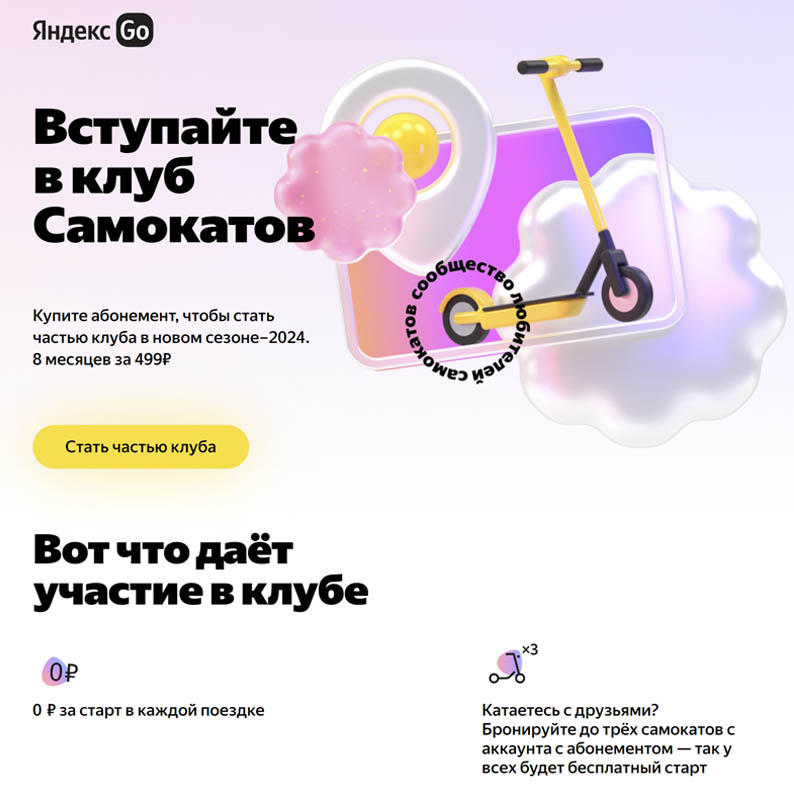 Яндекс Go
Вступайте
в клуб
Самокатов
сообщество любителей самокатов
Купите абонемент, чтобы стать
частью клуба в новом сезоне–2024.
8 месяцев за 499₽
Стать частью клуба
Вот что даёт
участие в клубе
0₽
0 ₽ за старт в каждой поездке
×3
Катаетесь с друзьями?
Бронируйте до трёх самокатов с
аккаунта с абонементом — так у
всех будет бесплатный старт